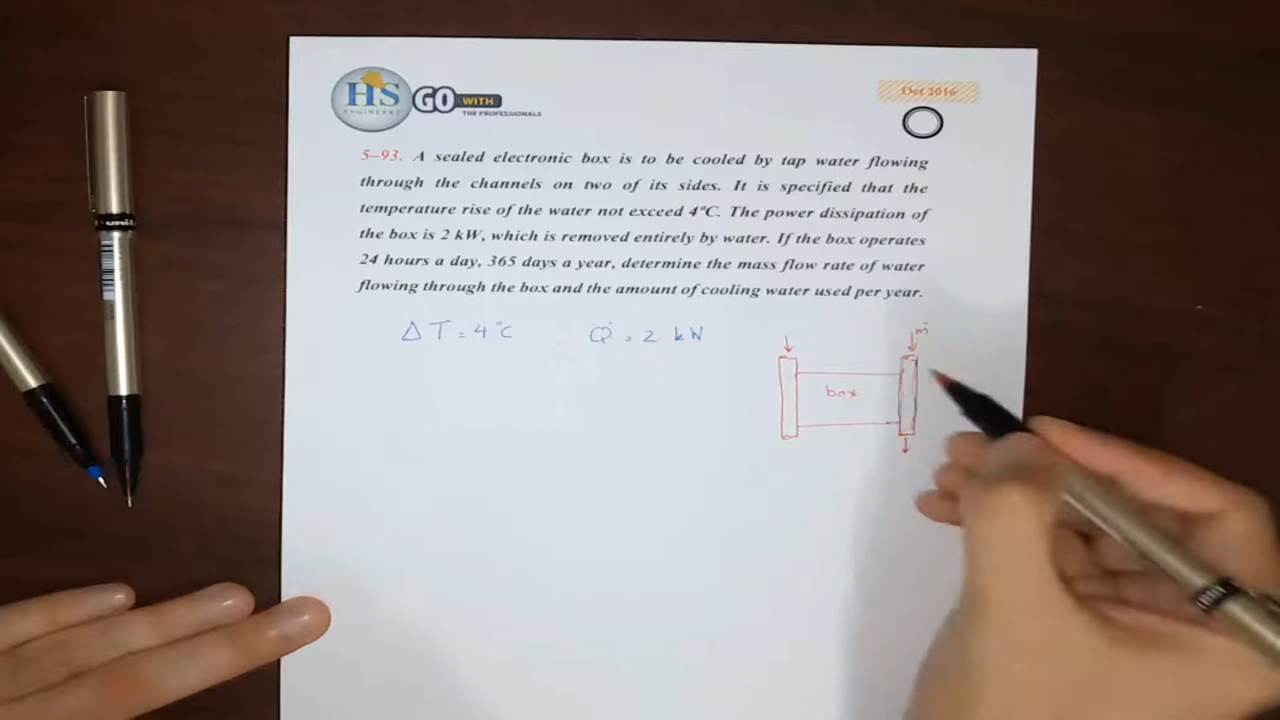 HS
ENGINEERS
GO WITH
THE PROFESSIONALS
Oct 2016
5–93. A sealed electronic box is to be cooled by tap water flowing
through the channels on two of its sides. It is specified that the
temperature rise of the water not exceed 4°C. The power dissipation of
the box is 2 kW, which is removed entirely by water. If the box operates
24 hours a day, 365 days a year, determine the mass flow rate of water
flowing through the box and the amount of cooling water used per year.
ΔT = 4°C Q̇ = 2 kW
ṁ
box